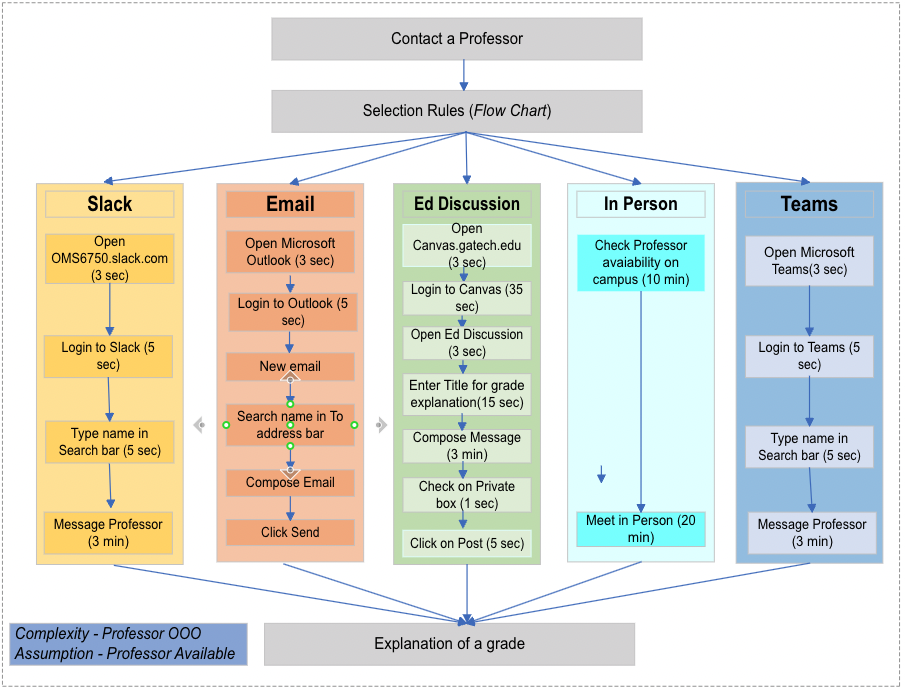 Contact a Professor
Selection Rules (Flow Chart)
Slack
Open
OMS6750.slack.com
(3 sec)
Login to Slack (5
sec)
Type name in
Search bar (5 sec)
Message Professor
(3 min)
Email
Open Microsoft
Outlook (3 sec)
Login to Outlook (5
sec)
New email
Search name in To
address bar
Compose Email
Click Send
Ed Discussion
Open
Canvas.gatech.edu
(3 sec)
Login to Canvas (35
sec)
Open Ed Discussion
(3 sec)
Enter Title for grade
explanation(15 sec)
Compose Message
(3 min)
Check on Private
box (1 sec)
Click on Post (5 sec)
In Person
Check Professor
avaiability on
campus (10 min)
Meet in Person (20
min)
Teams
Open Microsoft
Teams(3 sec)
Login to Teams (5
sec)
Type name in
Search bar (5 sec)
Message Professor
(3 min)
Complexity - Professor OOO
Assumption - Professor Available
Explanation of a grade